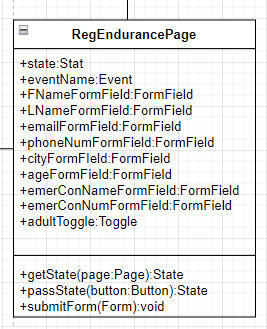 RegEndurancePage
+state:Stat
+eventName:Event
+FNameFormField:FormField
+LNameFormField:FormField
+emailFormField:FormField
+phoneNumFormField:FormField
+cityFormFIeld:FormField
+ageFormField:FormField
+emerConNameFormField:FormField
+emerConNumFormField:FormField
+adultToggle:Toggle
+getState(page:Page):State
+passState(button:Button):State
+submitForm(Form):void